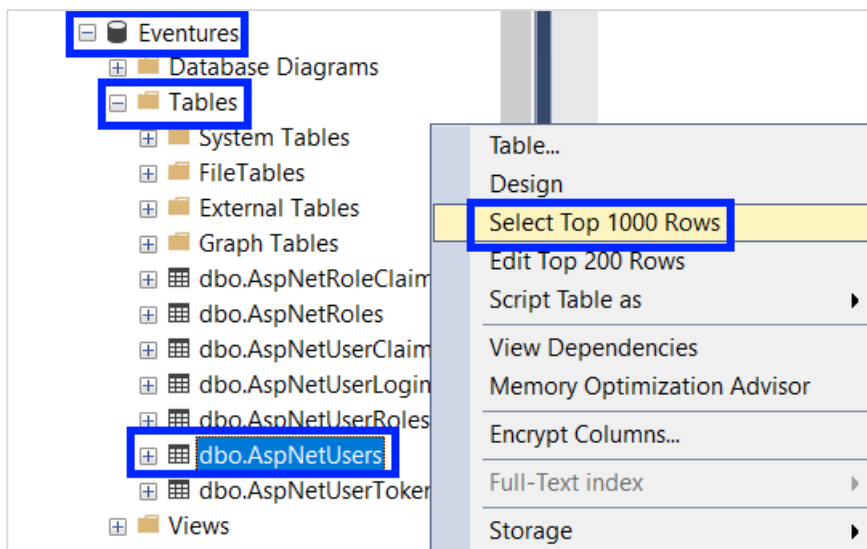 Eventures
Database Diagrams
Tables
System Tables
FileTables
External Tables
Graph Tables
dbo.AspNetRoleClaim
dbo.AspNetRoles
dbo.AspNetUserClaim
dbo.AspNetUserLogin
dbo.AspNetUserRoles
dbo.AspNetUsers
dbo.AspNetUserToker
Views
Table...
Design
Select Top 1000 Rows
Edit Top 200 Rows
Script Table as
View Dependencies
Memory Optimization Advisor
Encrypt Columns...
Full-Text index
Storage